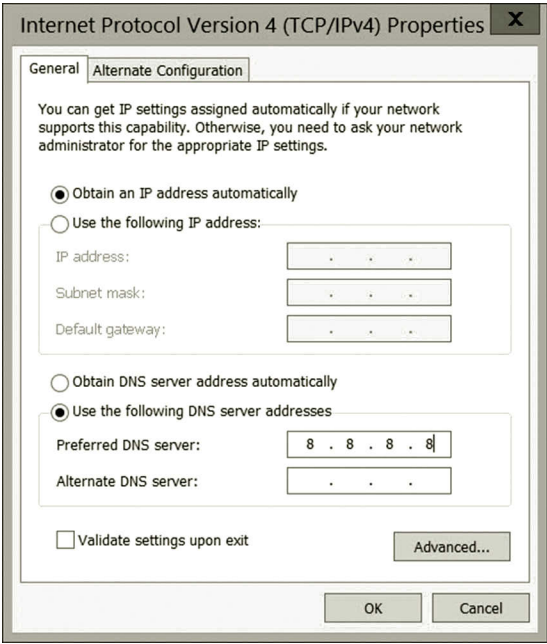 Internet Protocol Version 4 (TCP/IPv4) Properties X
General Alternate Configuration
You can get IP settings assigned automatically if your network
supports this capability. Otherwise, you need to ask your network
administrator for the appropriate IP settings.
Obtain an IP address automatically
Use the following IP address:
IP address: . . .
Subnet mask: . . .
Default gateway: . . .
Obtain DNS server address automatically
Use the following DNS server addresses
Preferred DNS server: 8 . 8 . 8 . 8
Alternate DNS server: . . .
Validate settings upon exit
Advanced...
OK Cancel